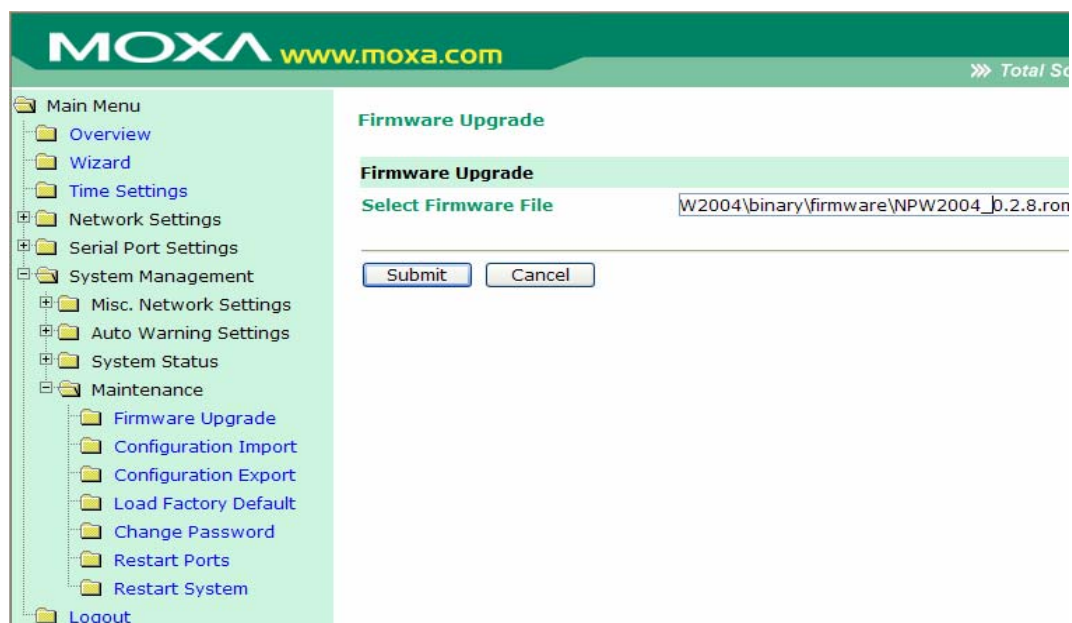 MOXA www.moxa.com
Total So
Main Menu
Overview
Wizard
Time Settings
Network Settings
Serial Port Settings
System Management
Misc. Network Settings
Auto Warning Settings
System Status
Maintenance
Firmware Upgrade
Configuration Import
Configuration Export
Load Factory Default
Change Password
Restart Ports
Restart System
Logout
Firmware Upgrade
Firmware Upgrade
Select Firmware File W2004\binary\firmware\NPW2004_0.2.8.rom
Submit Cancel